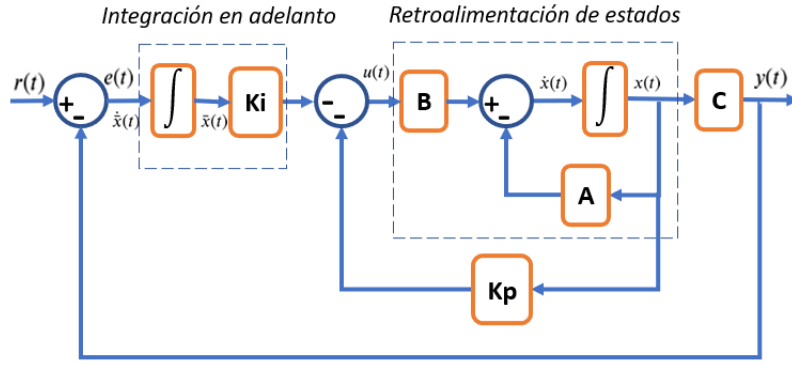 Integración en adelanto
Retroalimentación de estados
r(t)
+
-
e(t)
ẋ̄(t)
∫
x̄(t)
Ki
-
-
u(t)
B
+
-
ẋ(t)
∫
x(t)
C
y(t)
A
Kp